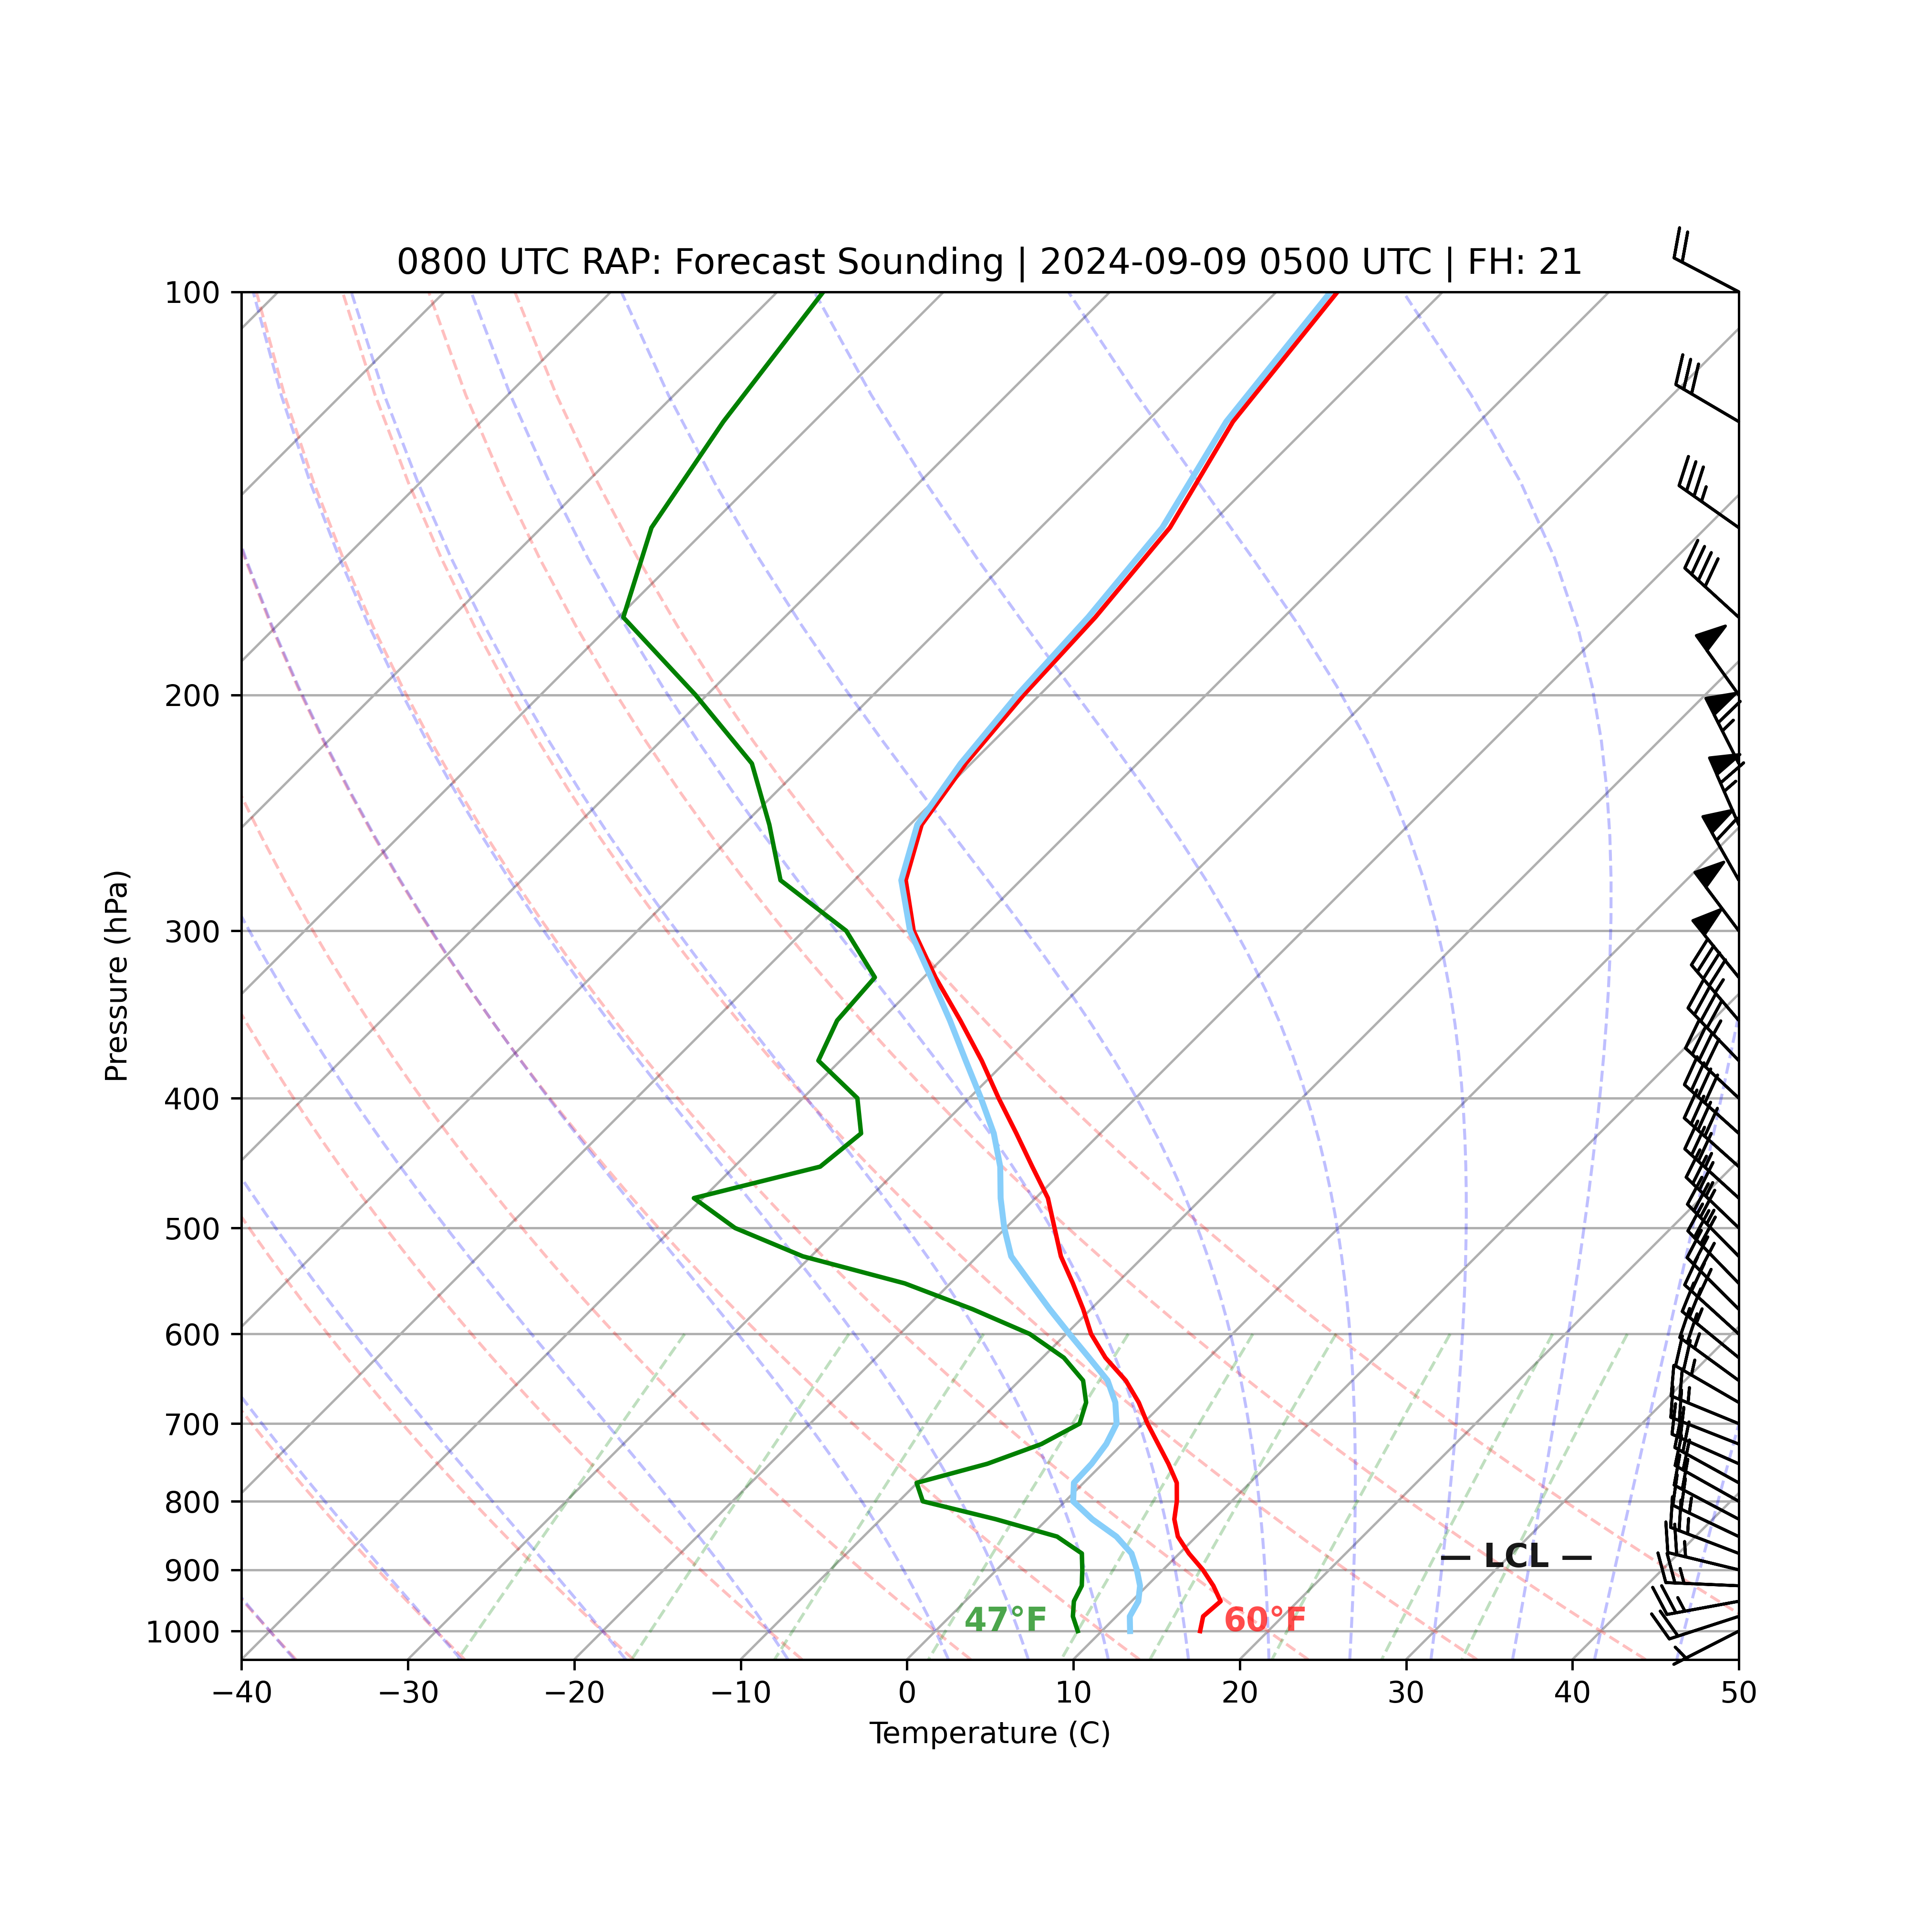 0800 UTC RAP: Forecast Sounding | 2024-09-09 0500 UTC | FH: 21
100
200
300
400
500
600
700
800
900
1000
Pressure (hPa)
— LCL —
47°F
60°F
−40 −30 −20 −10 0 10 20 30 40 50
Temperature (C)